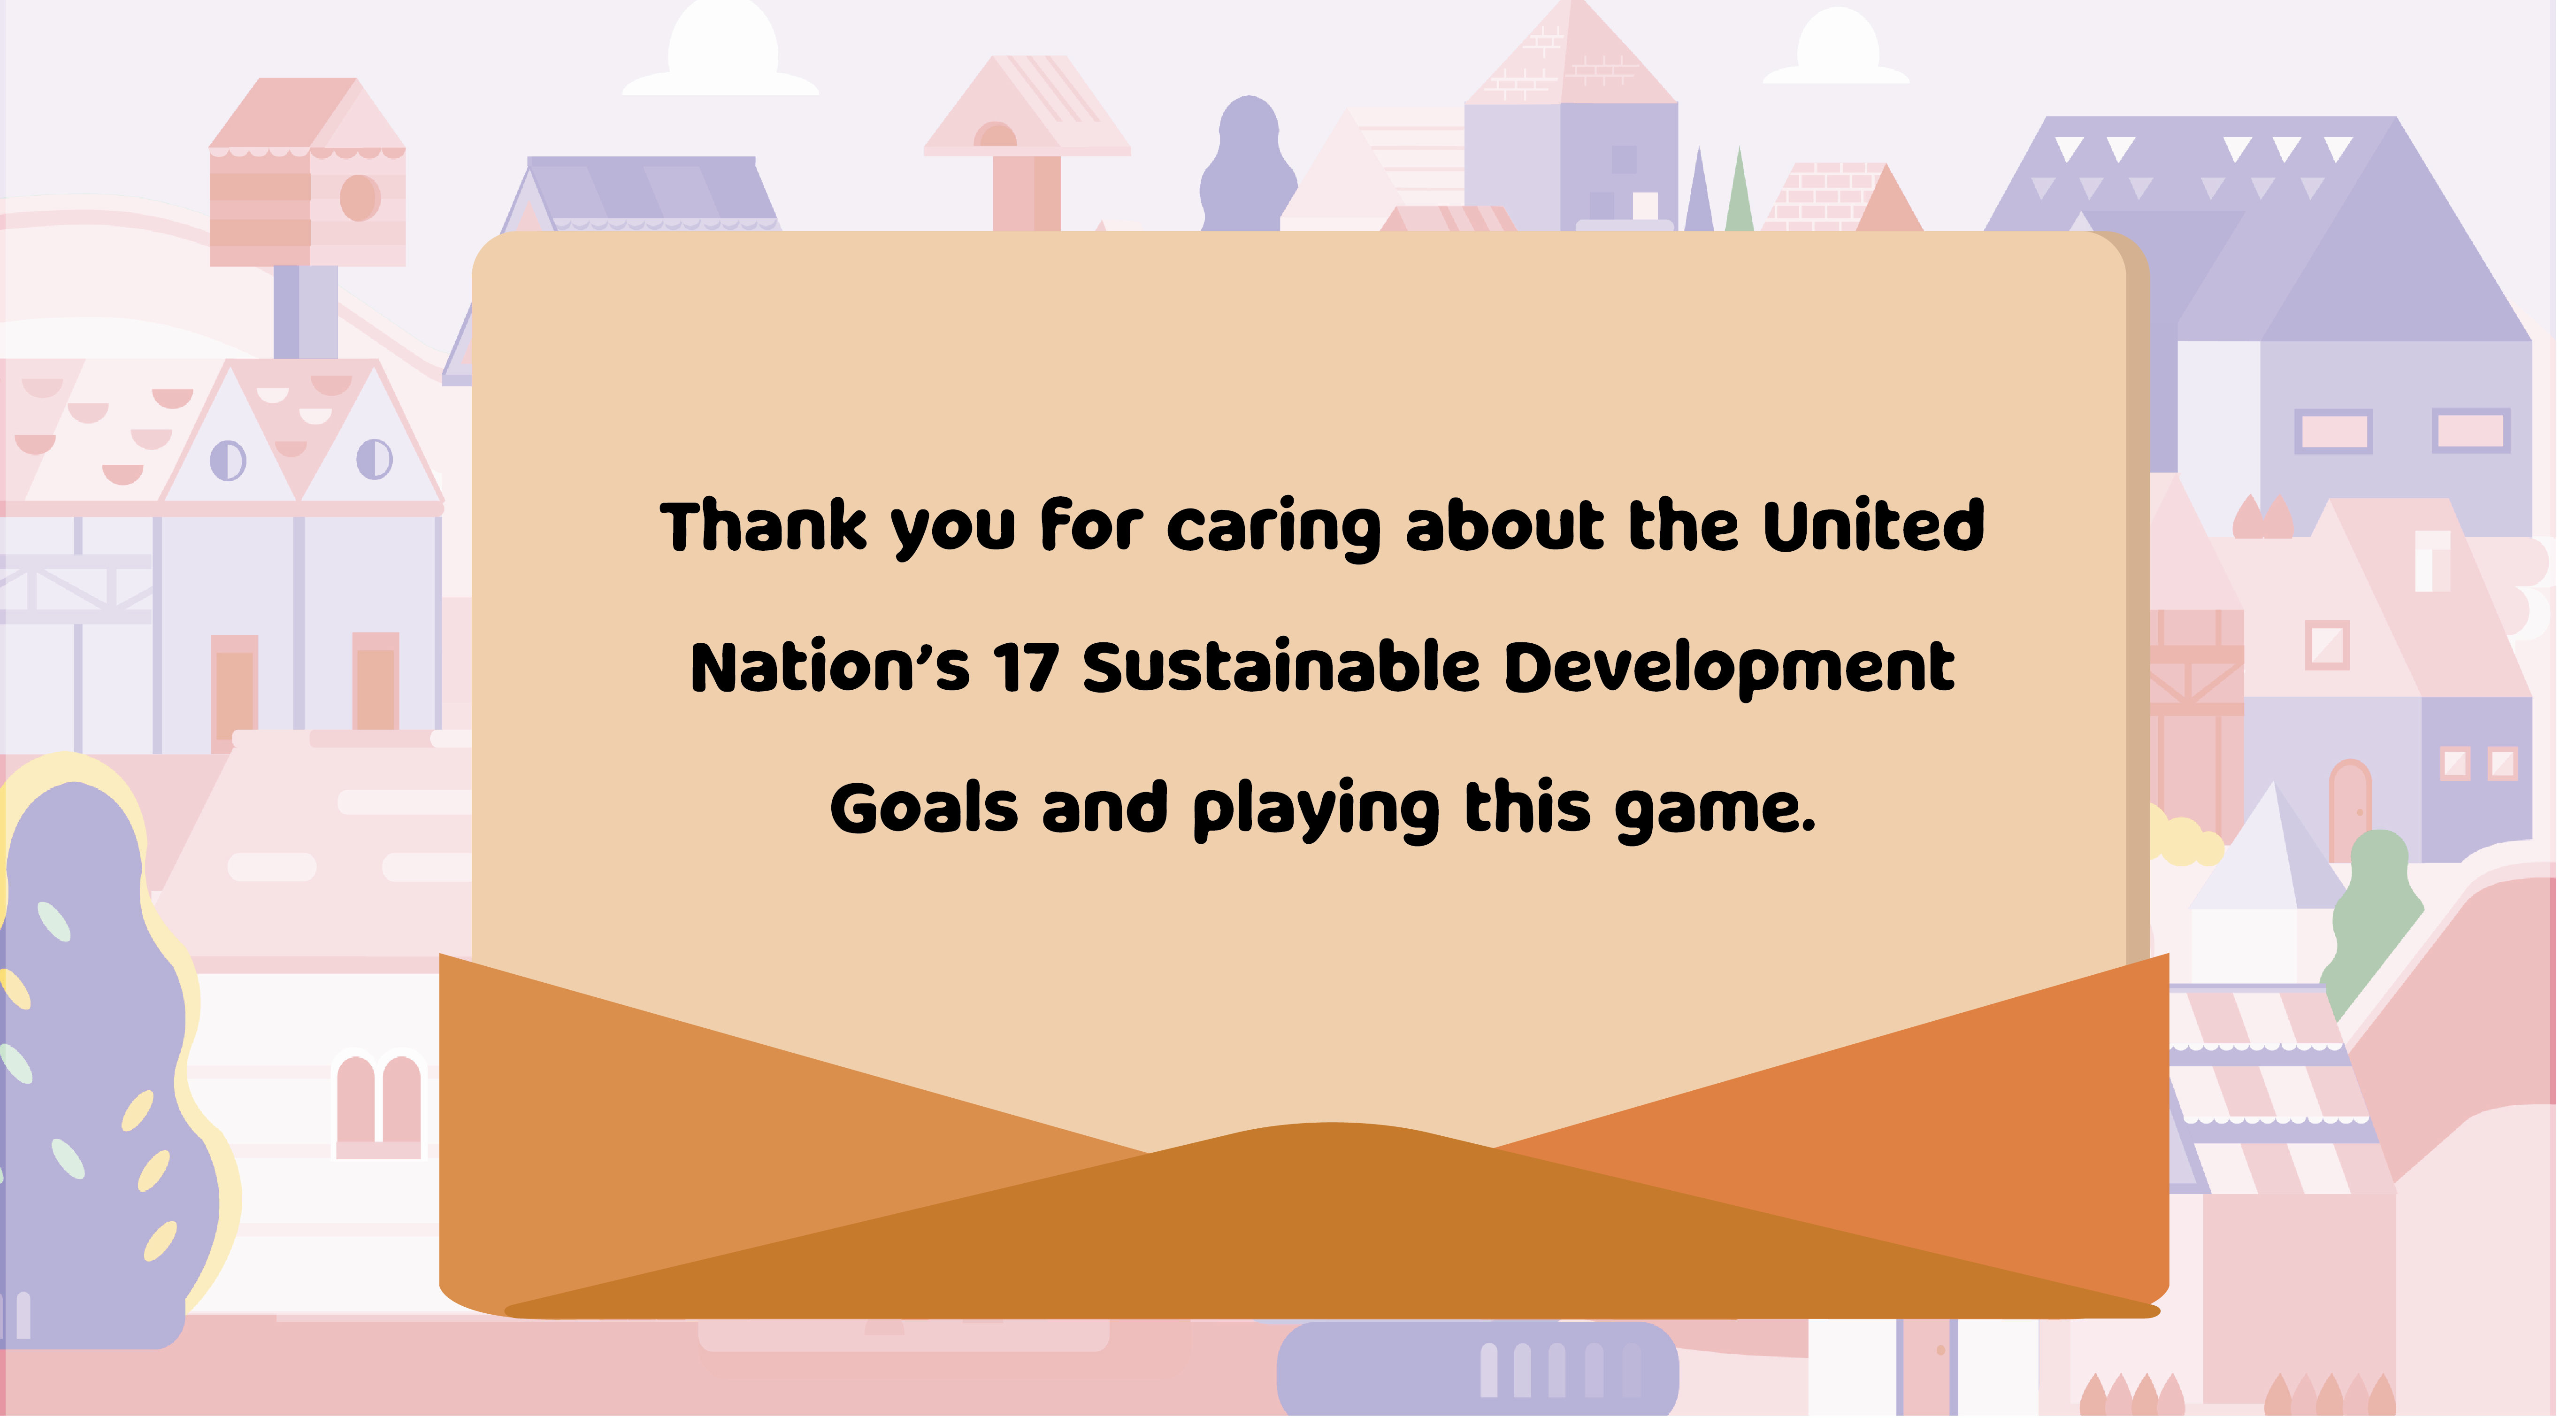 Thank you for caring about the United
Nation’s 17 Sustainable Development
Goals and playing this game.